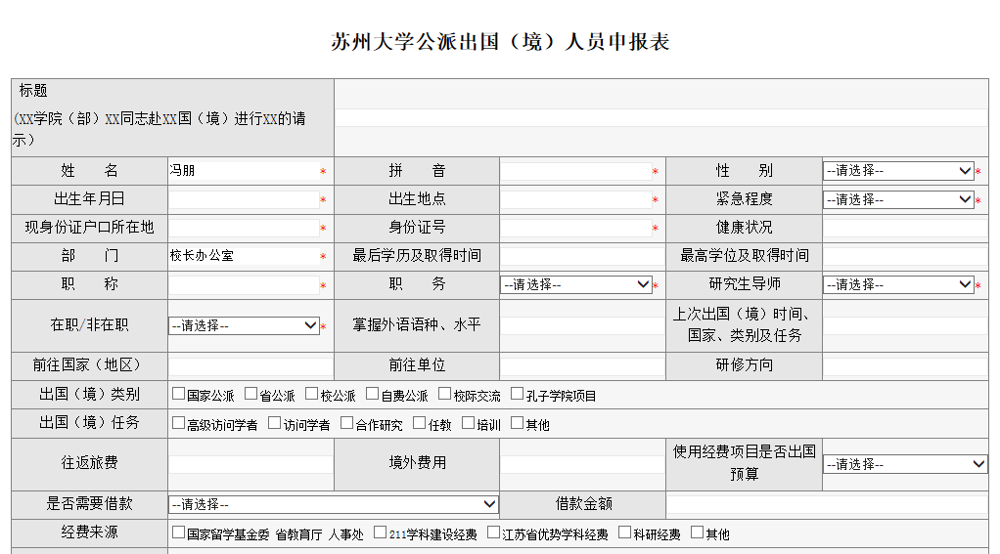 苏州大学公派出国（境）人员申报表
标题
(XX学院（部）XX同志赴XX国（境）进行XX的请
示）
姓 名 冯朋 * 拼 音 * 性 别 --请选择-- *
出生年月日 * 出生地点 * 紧急程度 --请选择-- *
现身份证户口所在地 * 身份证号 * 健康状况
部 门 校长办公室 * 最后学历及取得时间 最高学位及取得时间
职 称 * 职 务 --请选择-- * 研究生导师 --请选择-- *
在职/非在职 --请选择-- * 掌握外语语种、水平 上次出国（境）时间、
国家、类别及任务
前往国家（地区） 前往单位 研修方向
出国（境）类别 国家公派 省公派 校公派 自费公派 校际交流 孔子学院项目
出国（境）任务 高级访问学者 访问学者 合作研究 任教 培训 其他
往返旅费 境外费用 使用经费项目是否出国
预算 --请选择--
是否需要借款 --请选择-- 借款金额
经费来源 国家留学基金委 省教育厅 人事处 211学科建设经费 江苏省优势学科经费 科研经费 其他